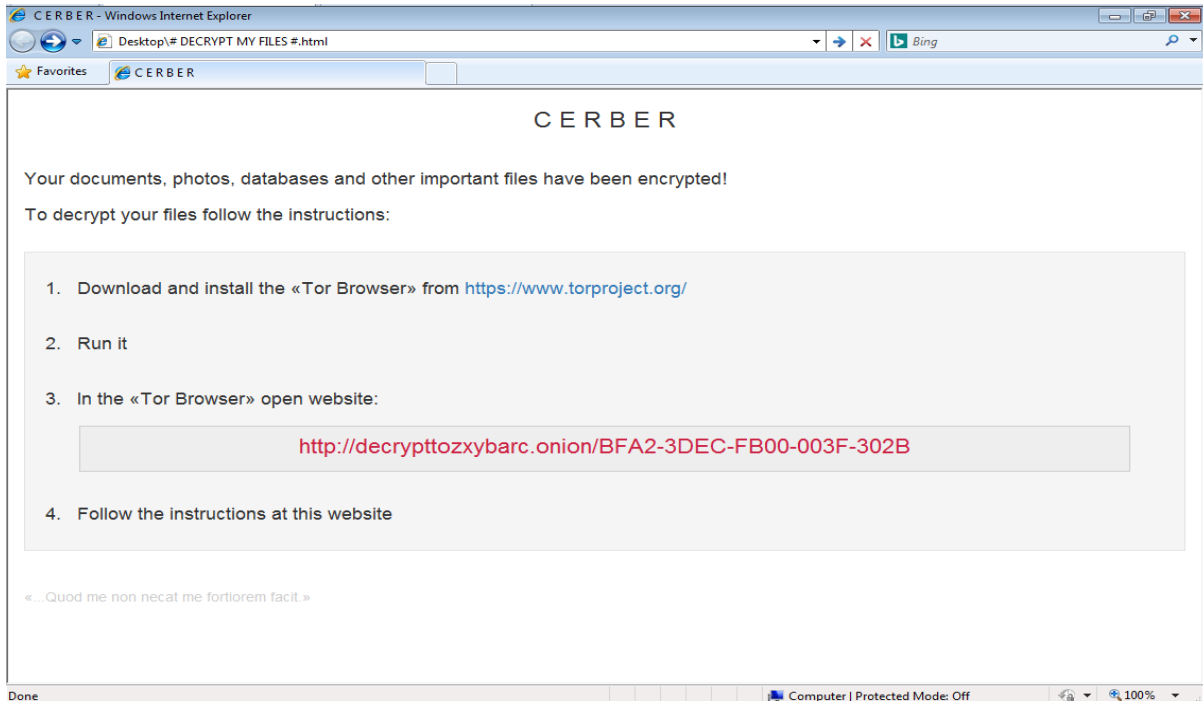 C E R B E R - Windows Internet Explorer
Desktop\# DECRYPT MY FILES #.html
Bing
Favorites
C E R B E R
C E R B E R
Your documents, photos, databases and other important files have been encrypted!
To decrypt your files follow the instructions:
1. Download and install the «Tor Browser» from https://www.torproject.org/
2. Run it
3. In the «Tor Browser» open website:
http://decrypttozxybarc.onion/BFA2-3DEC-FB00-003F-302B
4. Follow the instructions at this website
«...Quod me non necat me fortiorem facit.»
Done
Computer | Protected Mode: Off
100%